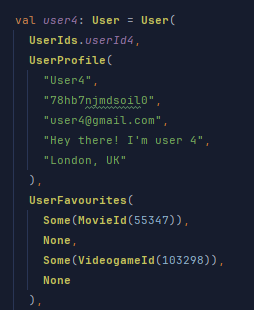 val user4: User = User(
UserIds.userId4,
UserProfile(
"User4",
"78hb7njmdsoil0",
"user4@gmail.com",
"Hey there! I'm user 4",
"London, UK"
),
UserFavourites(
Some(MovieId(55347)),
None,
Some(VideogameId(103298)),
None
),